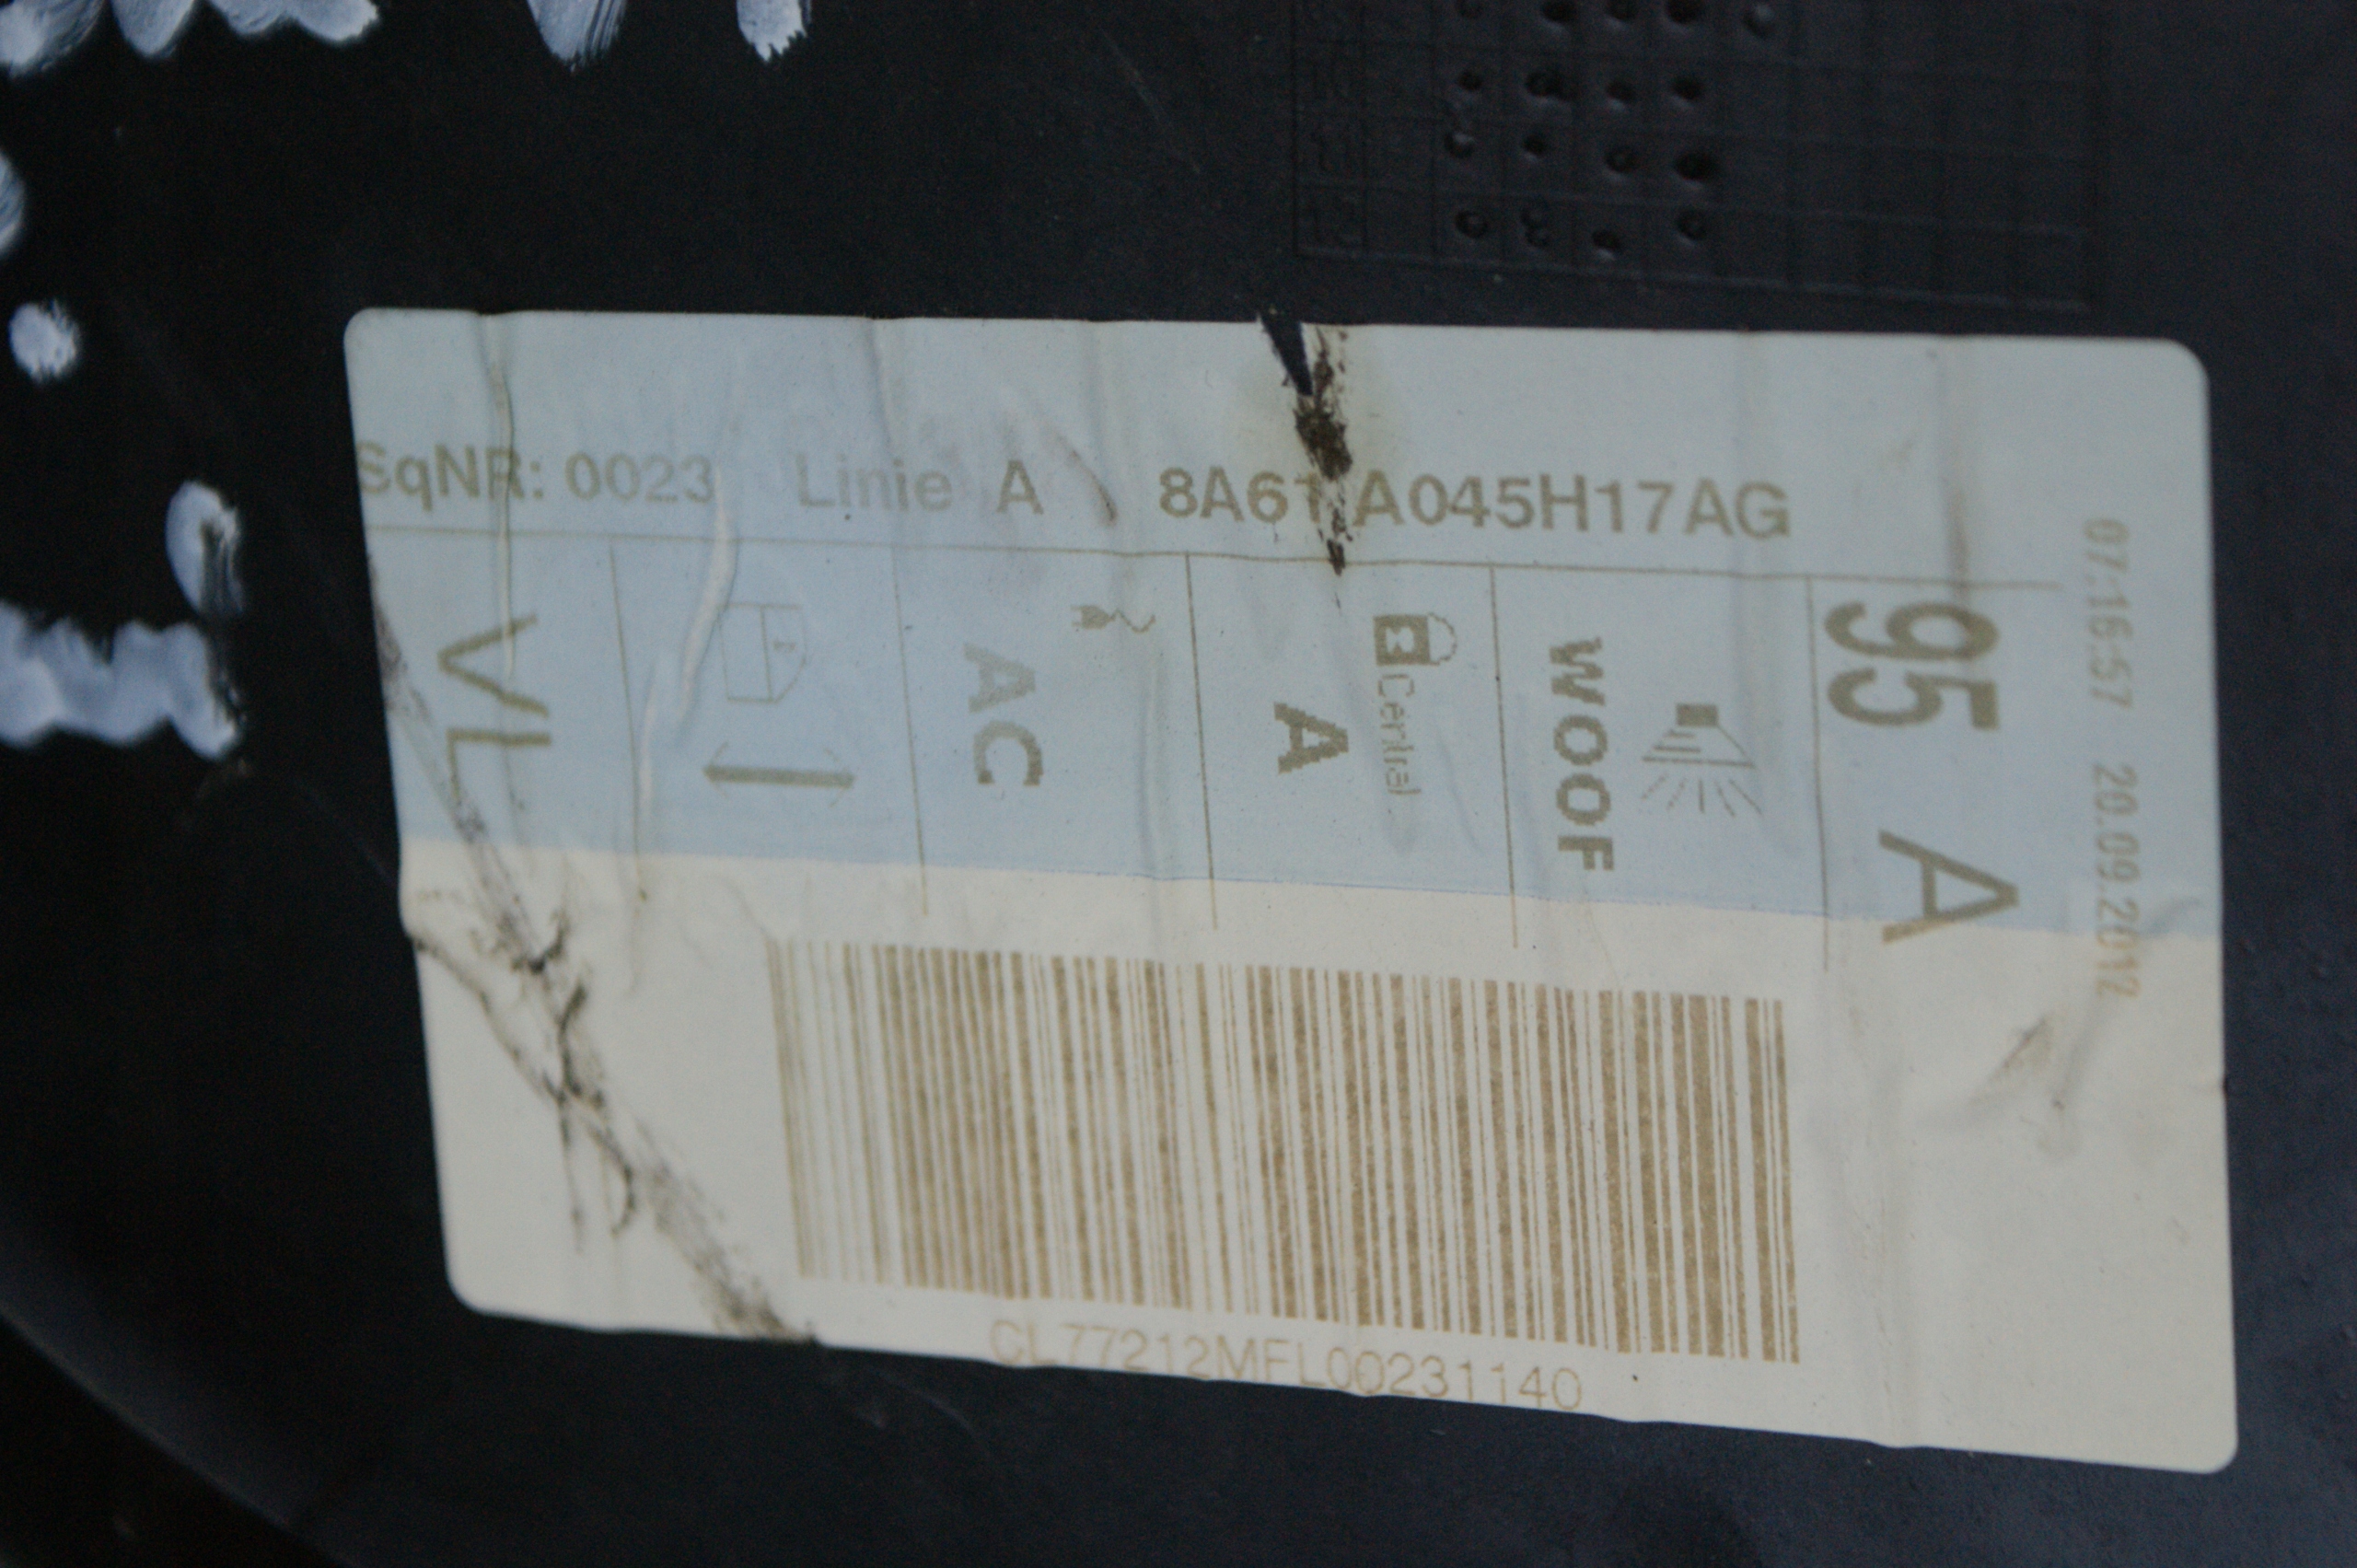 SqNR: 0023 Linie A 8A61 A045H17AG
VL
AC
A
Central
WOOF
95 A
07:16:57 20.09.2012
CL77212MFL00231140